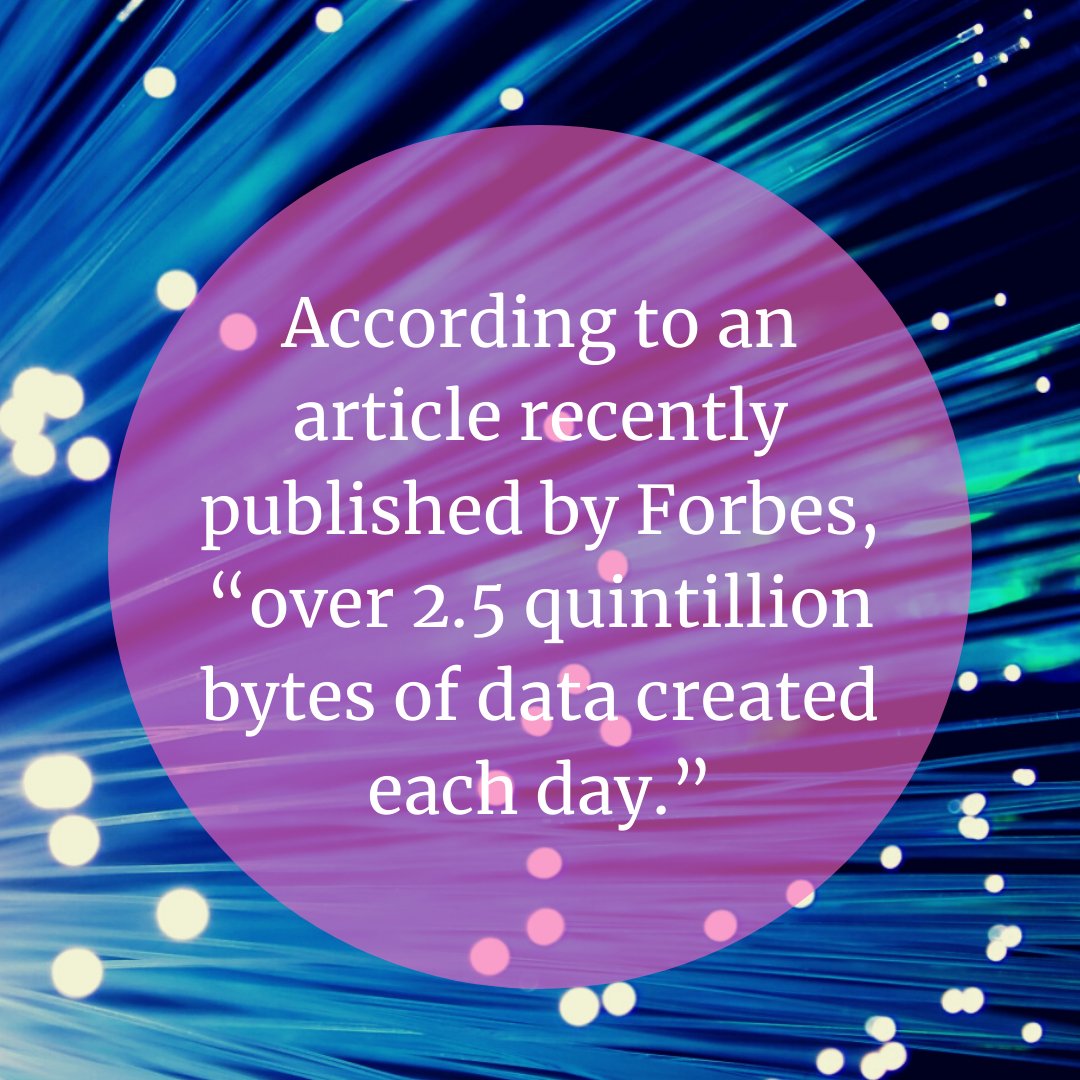 According to an
article recently
published by Forbes,
“over 2.5 quintillion
bytes of data created
each day.”